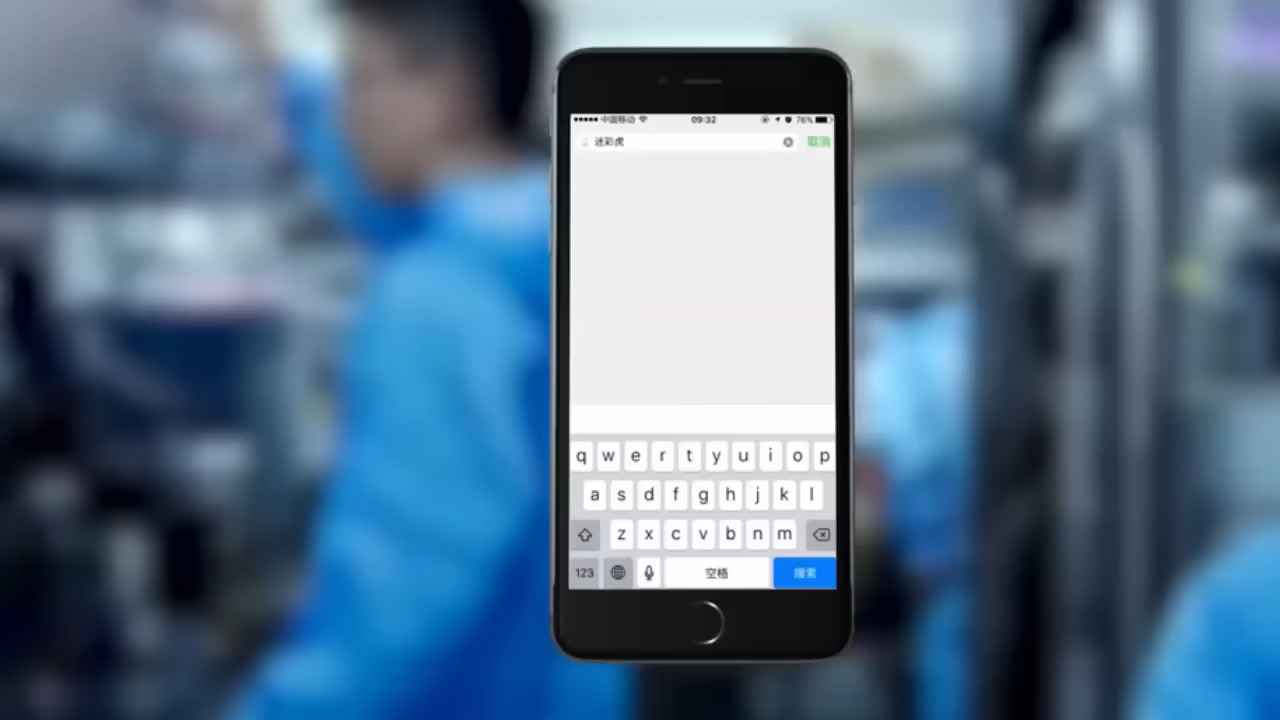 中国移动 09:32 76%
迷彩虎 取消
q w e r t y u i o p
a s d f g h j k l
z x c v b n m
123 空格 搜索